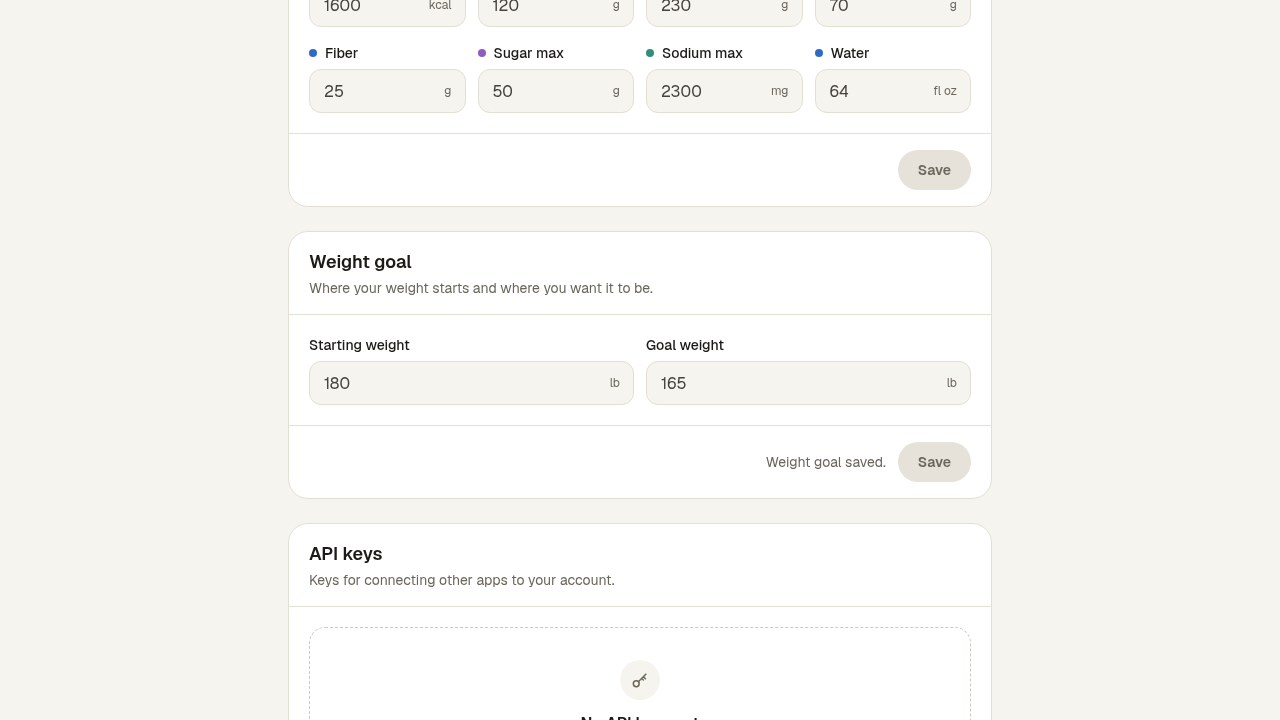 1600 kcal 120 g 230 g 70 g
Fiber Sugar max Sodium max Water
25 g 50 g 2300 mg 64 fl oz
Save
Weight goal
Where your weight starts and where you want it to be.
Starting weight Goal weight
180 lb 165 lb
Weight goal saved. Save
API keys
Keys for connecting other apps to your account.